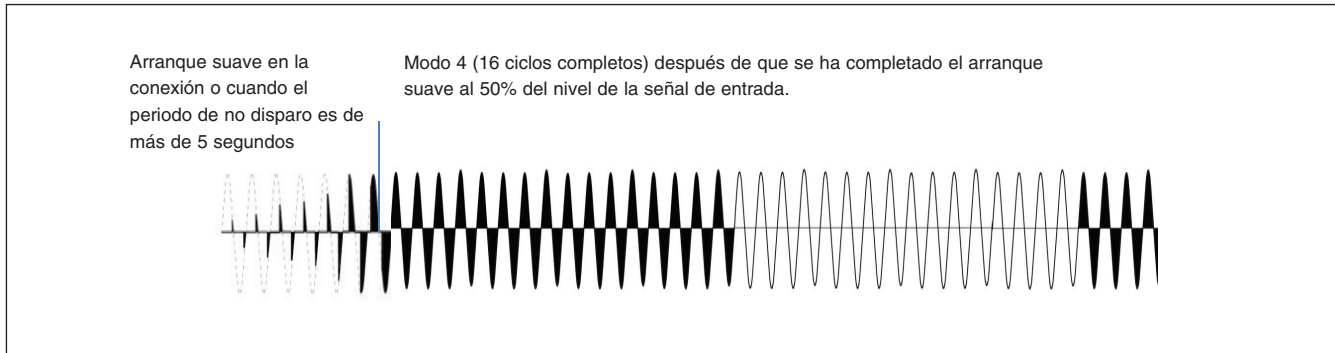 Arranque suave en la
conexión o cuando el
periodo de no disparo es de
más de 5 segundos
Modo 4 (16 ciclos completos) después de que se ha completado el arranque
suave al 50% del nivel de la señal de entrada.